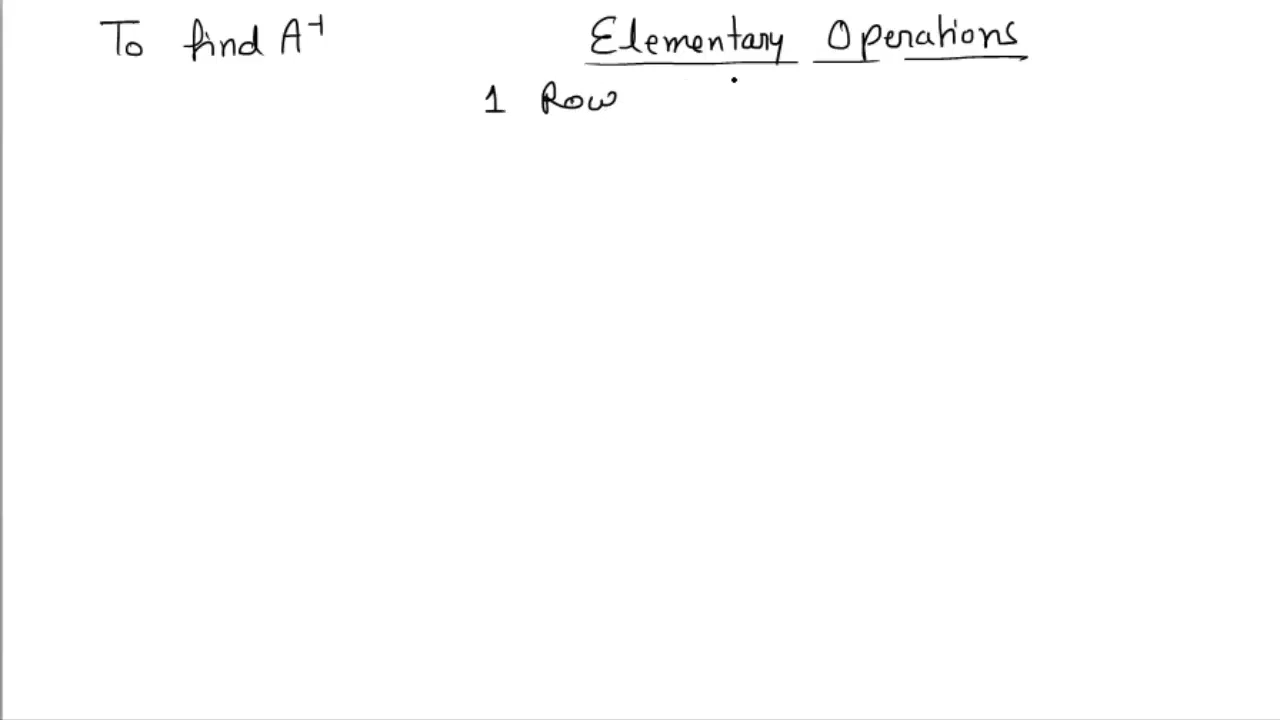 To find A⁻¹
Elementary Operations
1 Row